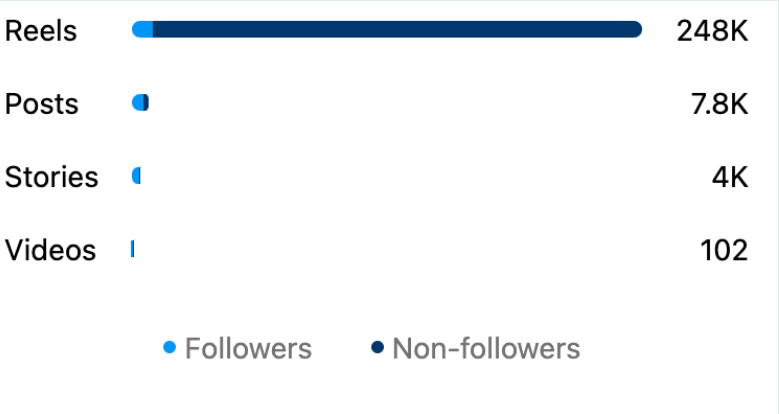 Reels 248K
Posts 7.8K
Stories 4K
Videos 102
Followers Non-followers